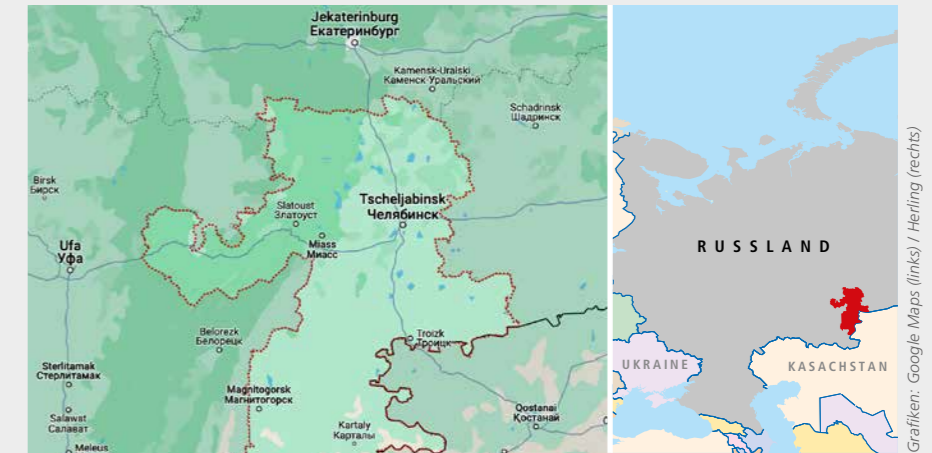 Jekaterinburg
Екатеринбург
Kamensk-Uralski
Каменск-Уральский
Schadrinsk
Шадринск
Birsk
Бирск
Tscheljabinsk
Челябинск
Slatoust
Златоуст
Ufa
Уфа
Miass
Миасс
Belorezk
Белорецк
Troizk
Троицк
Sterlitamak
Стерлитамак
Magnitogorsk
Магнитогорск
Salawat
Салават
Kartaly
Карталы
Qostanai
Қостанай
Meleus
RUSSLAND
UKRAINE
KASACHSTAN
Grafiken: Google Maps (links) / Herling (rechts)